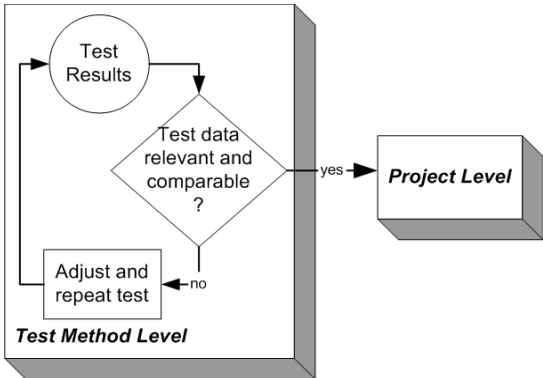 Test
Results
Test data
relevant and
comparable
?
yes
Project Level
no
Adjust and
repeat test
Test Method Level